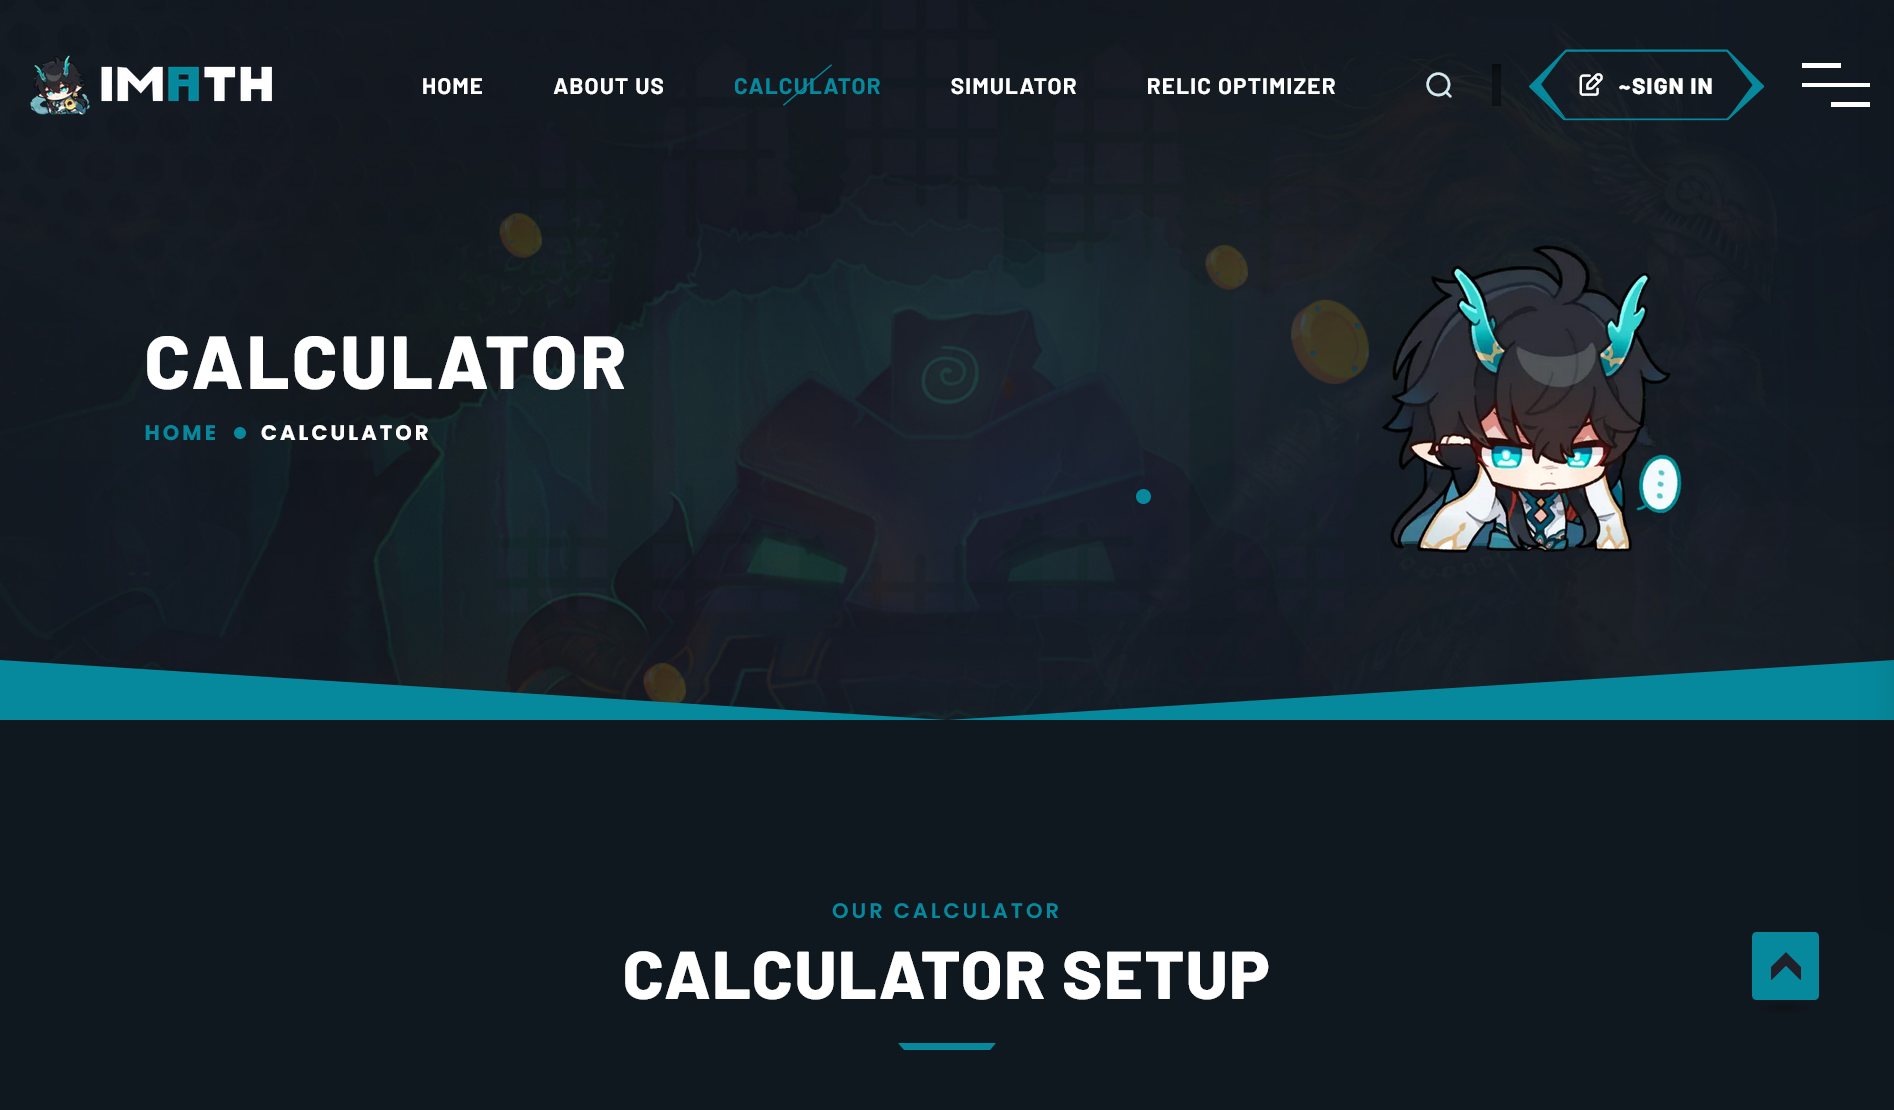 IMATH
HOME ABOUT US CALCULATOR SIMULATOR RELIC OPTIMIZER ~SIGN IN
CALCULATOR
HOME CALCULATOR
OUR CALCULATOR
CALCULATOR SETUP